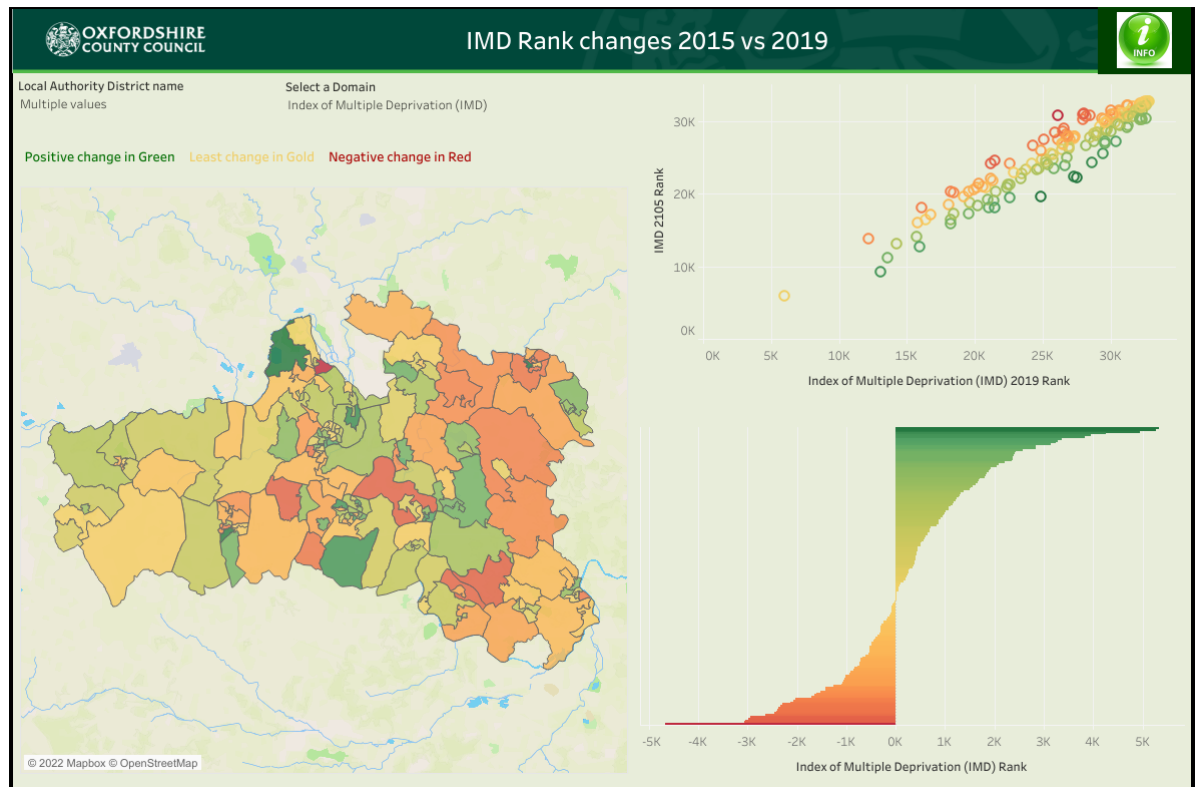 OXFORDSHIRE
COUNTY COUNCIL
IMD Rank changes 2015 vs 2019
i
INFO
Local Authority District name
Multiple values
Select a Domain
Index of Multiple Deprivation (IMD)
Positive change in Green Least change in Gold Negative change in Red
© 2022 Mapbox © OpenStreetMap
IMD 2105 Rank
30K
20K
10K
0K
0K 5K 10K 15K 20K 25K 30K
Index of Multiple Deprivation (IMD) 2019 Rank
-5K -4K -3K -2K -1K 0K 1K 2K 3K 4K 5K
Index of Multiple Deprivation (IMD) Rank